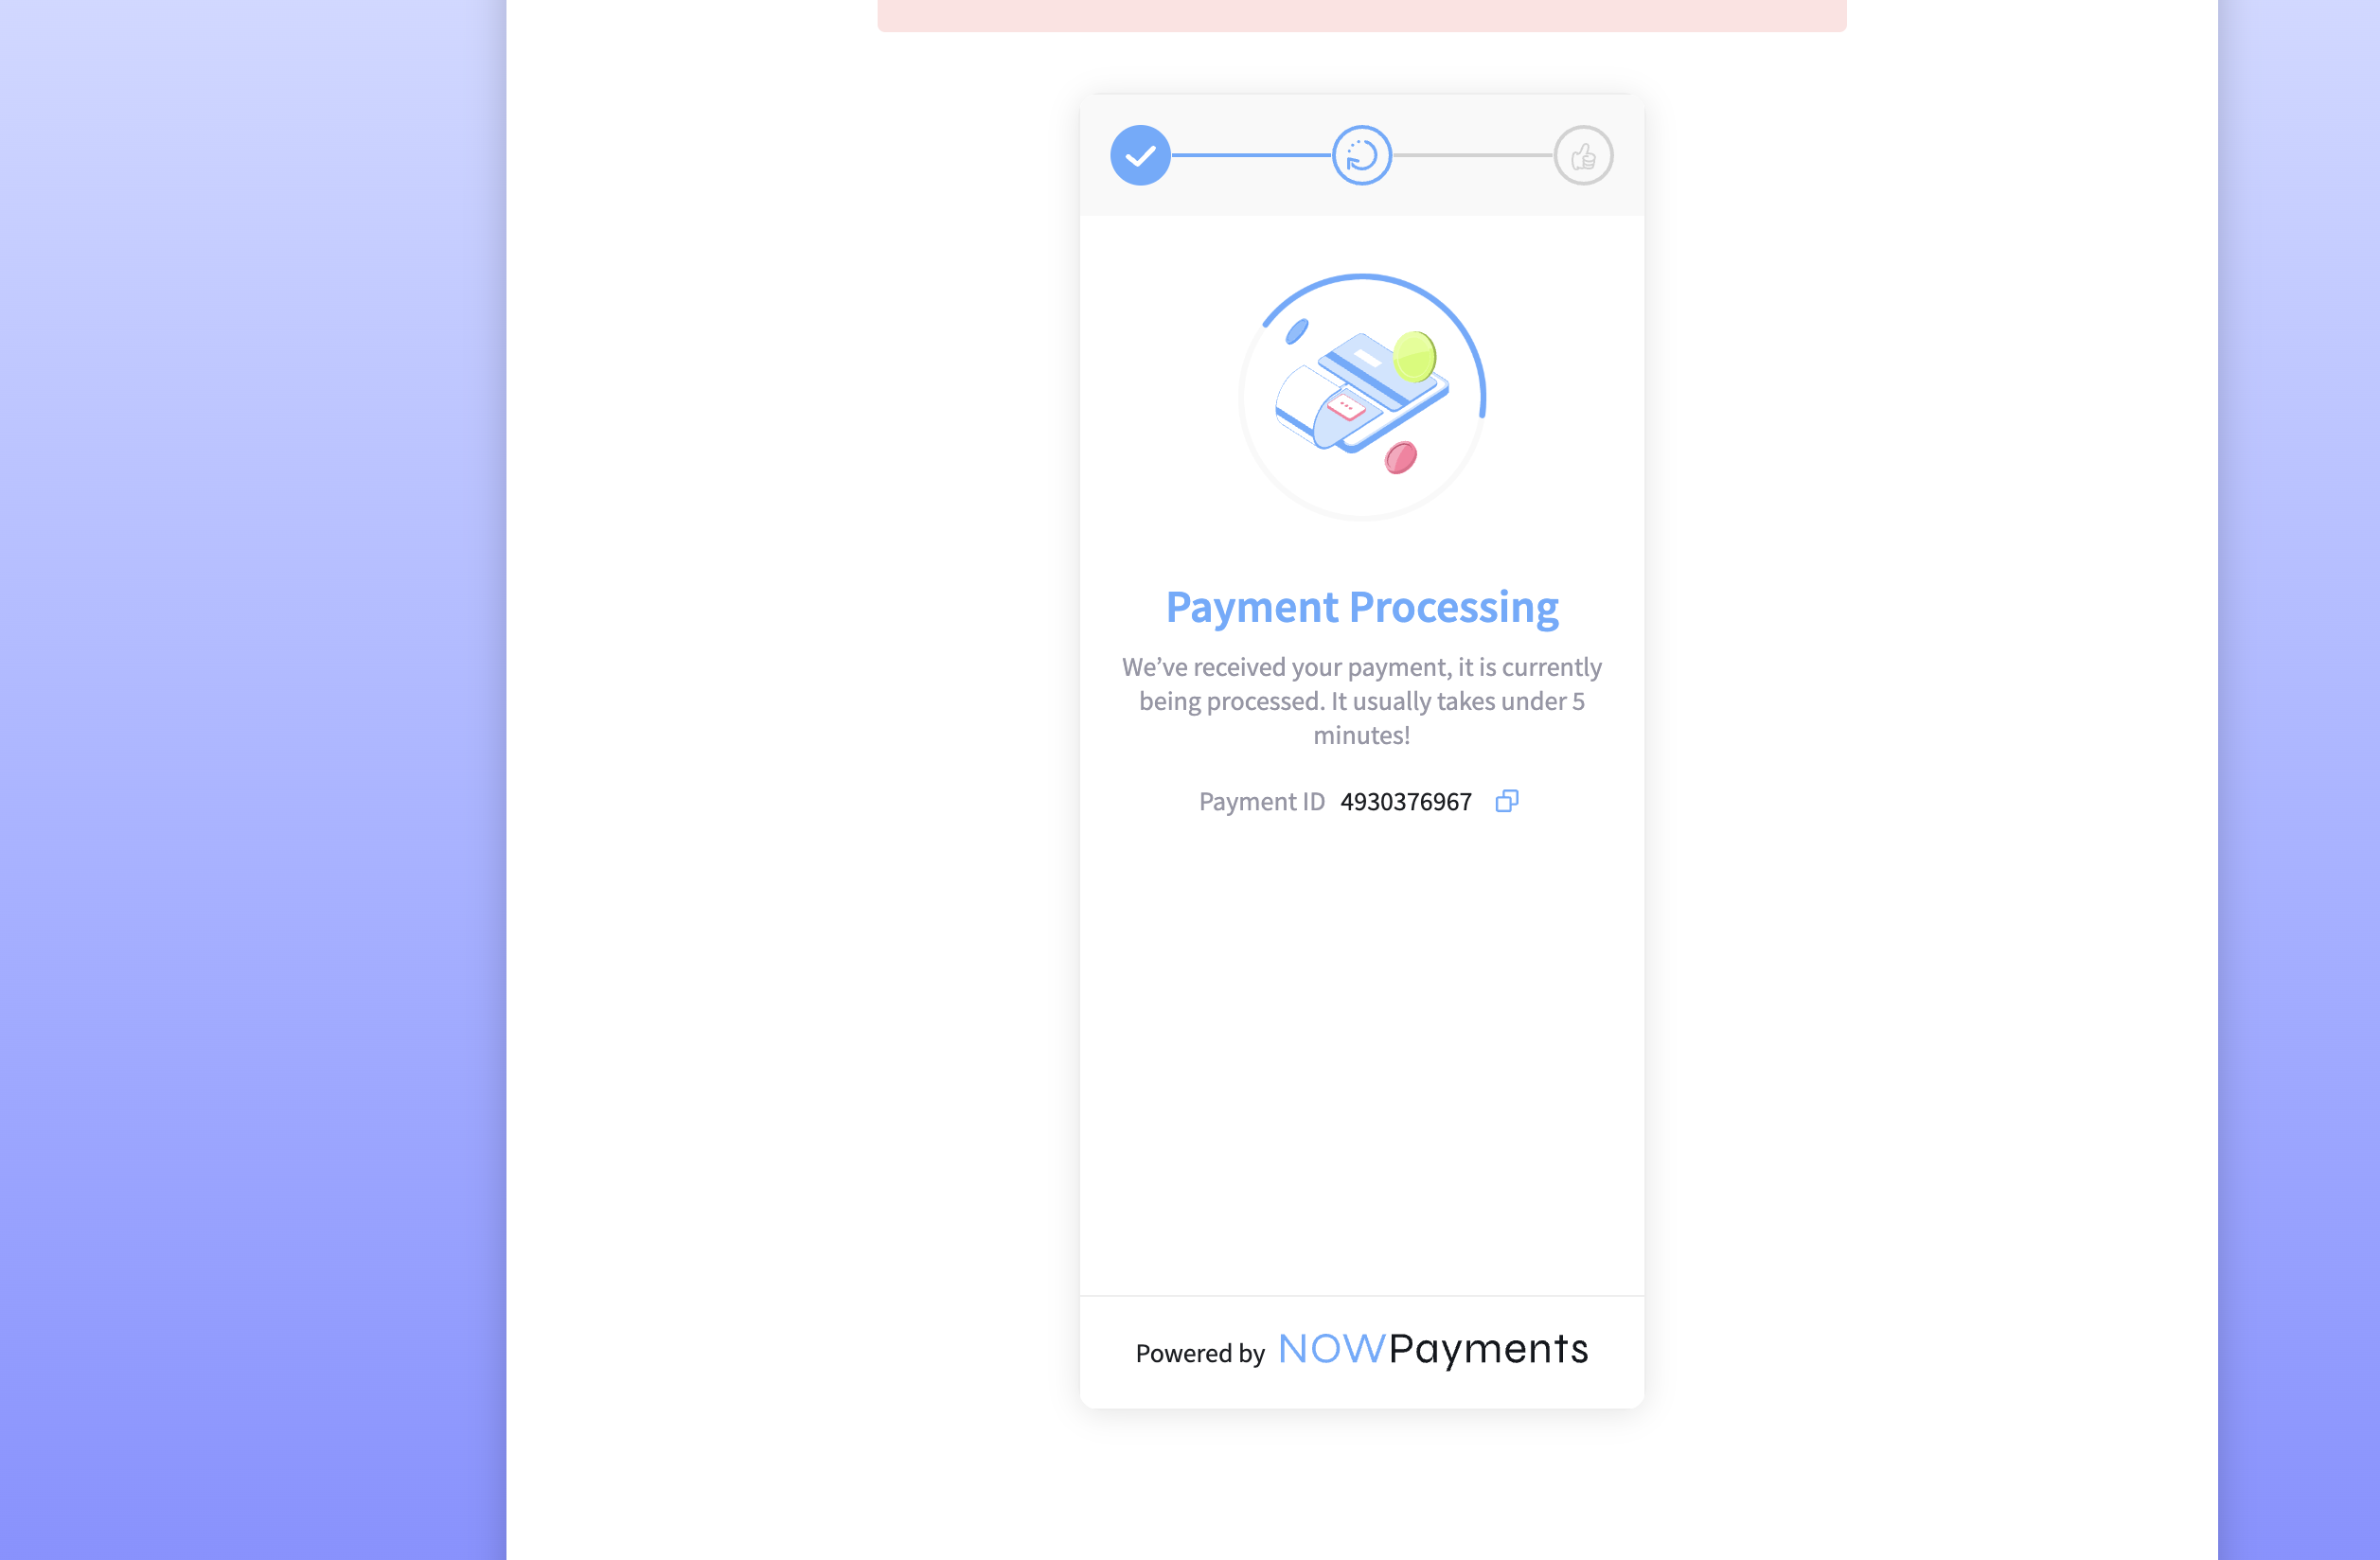 Payment Processing
We’ve received your payment, it is currently
being processed. It usually takes under 5
minutes!
Payment ID 4930376967
Powered by NOWPayments